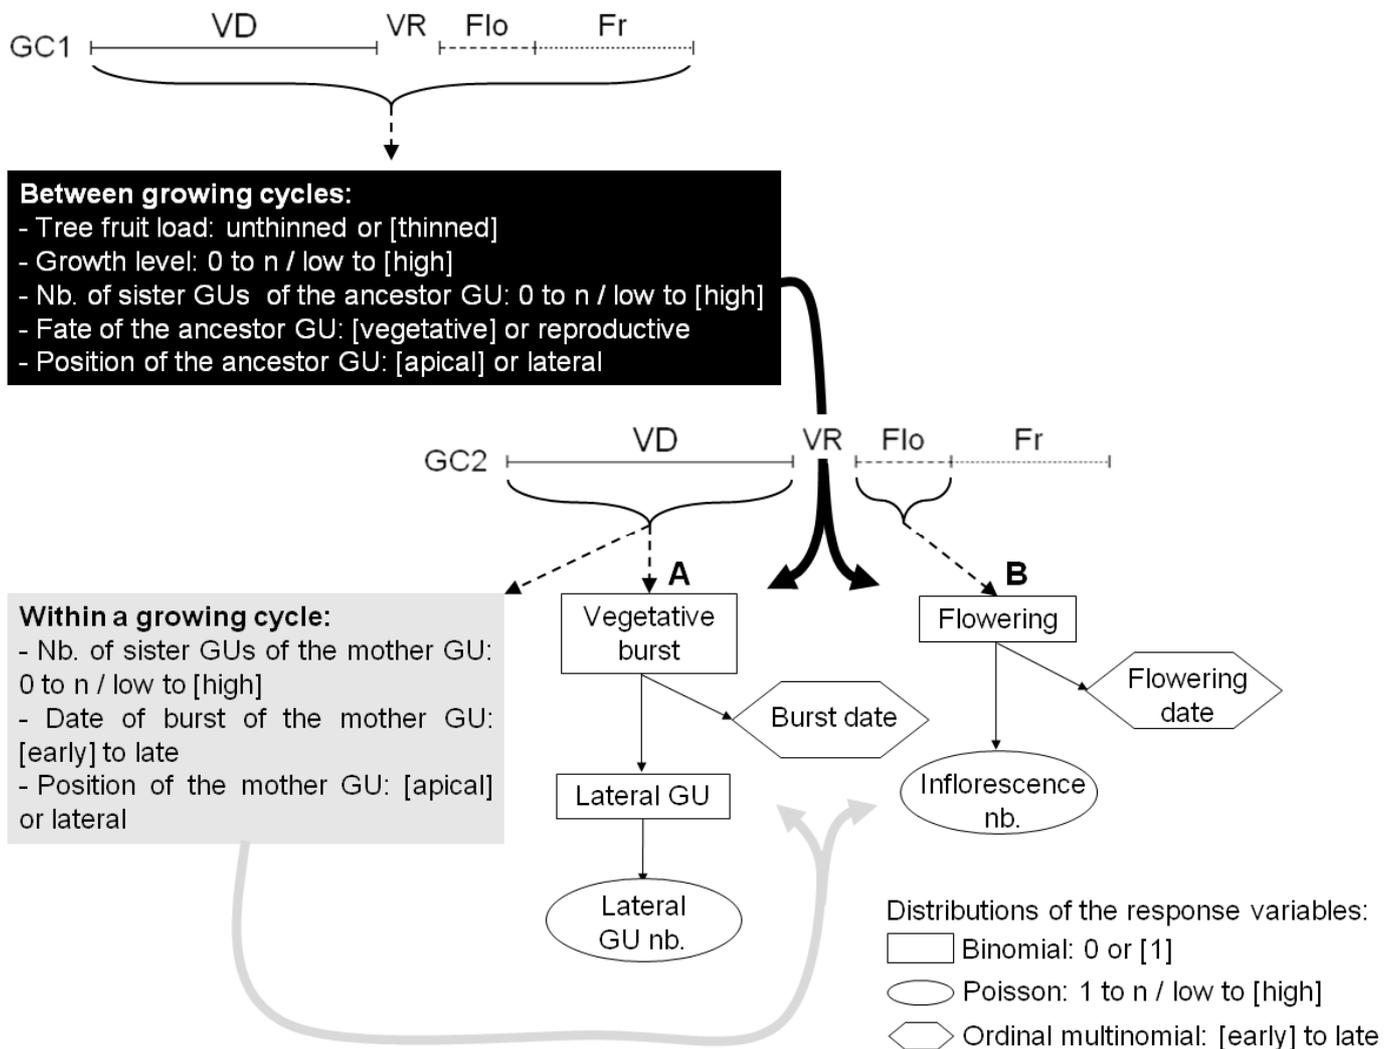 GC1 VD VR Flo Fr
Between growing cycles:
- Tree fruit load: unthinned or [thinned]
- Growth level: 0 to n / low to [high]
- Nb. of sister GUs of the ancestor GU: 0 to n / low to [high]
- Fate of the ancestor GU: [vegetative] or reproductive
- Position of the ancestor GU: [apical] or lateral
GC2 VD VR Flo Fr
Within a growing cycle:
- Nb. of sister GUs of the mother GU:
0 to n / low to [high]
- Date of burst of the mother GU:
[early] to late
- Position of the mother GU: [apical]
or lateral
A
Vegetative
burst
Burst date
Lateral GU
Lateral
GU nb.
B
Flowering
Flowering
date
Inflorescence
nb.
Distributions of the response variables:
Binomial: 0 or [1]
Poisson: 1 to n / low to [high]
Ordinal multinomial: [early] to late